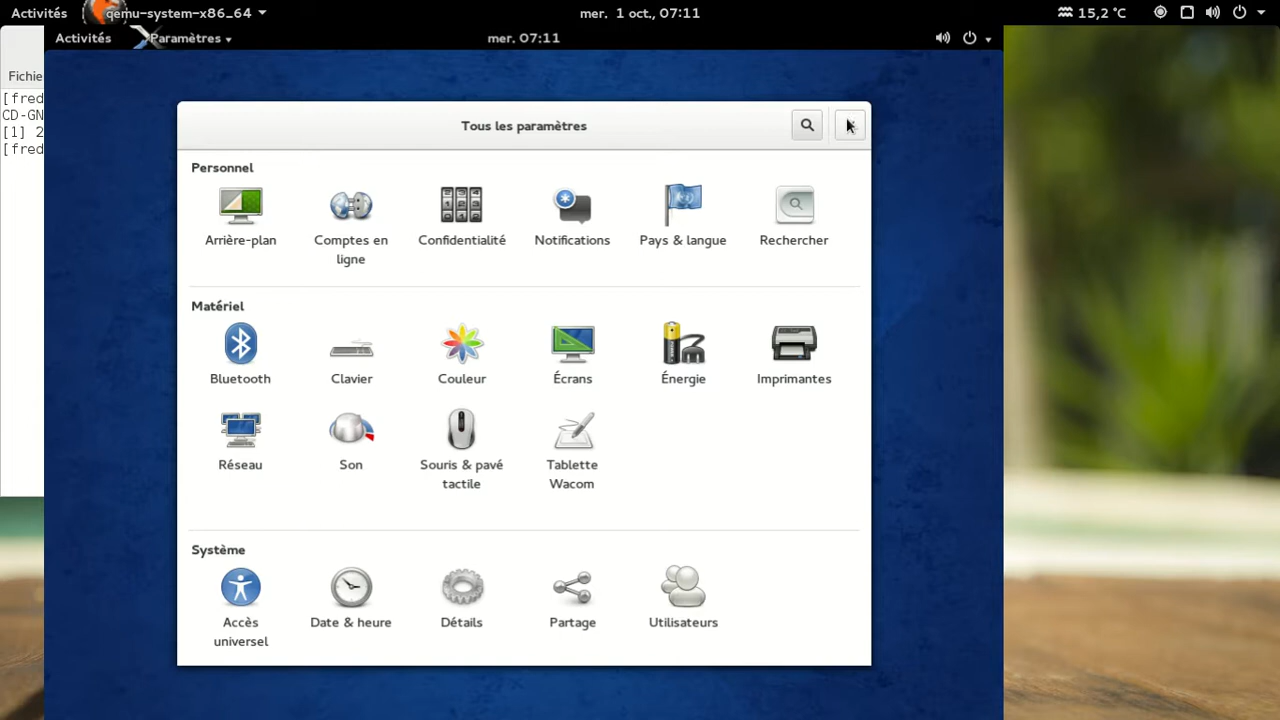 Activités qemu-system-x86_64 mer. 1 oct., 07:11 15,2 °C
Activités Paramètres mer. 07:11
Fichie
[fred
CD-GN
[1] 2
[fred
Tous les paramètres
Personnel
Arrière-plan
Comptes en
ligne
Confidentialité
Notifications
Pays & langue
Rechercher
Matériel
Bluetooth
Clavier
Couleur
Écrans
Énergie
Imprimantes
Réseau
Son
Souris & pavé
tactile
Tablette
Wacom
Système
Accès
universel
Date & heure
Détails
Partage
Utilisateurs